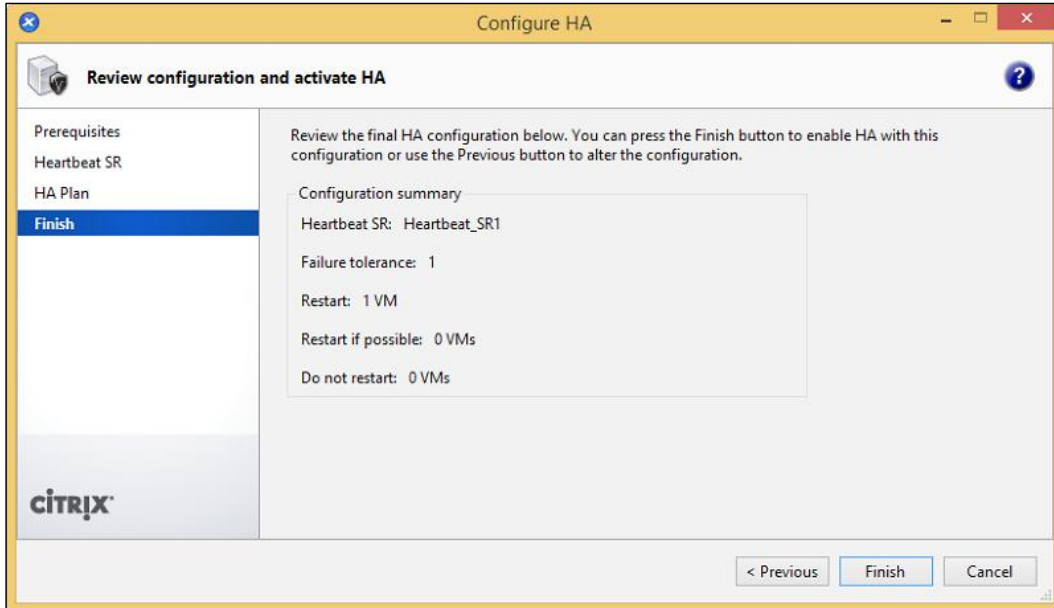 Configure HA
Review configuration and activate HA
Prerequisites
Heartbeat SR
HA Plan
Finish
Review the final HA configuration below. You can press the Finish button to enable HA with this
configuration or use the Previous button to alter the configuration.
Configuration summary
Heartbeat SR: Heartbeat_SR1
Failure tolerance: 1
Restart: 1 VM
Restart if possible: 0 VMs
Do not restart: 0 VMs
CİTRIX
< Previous
Finish
Cancel